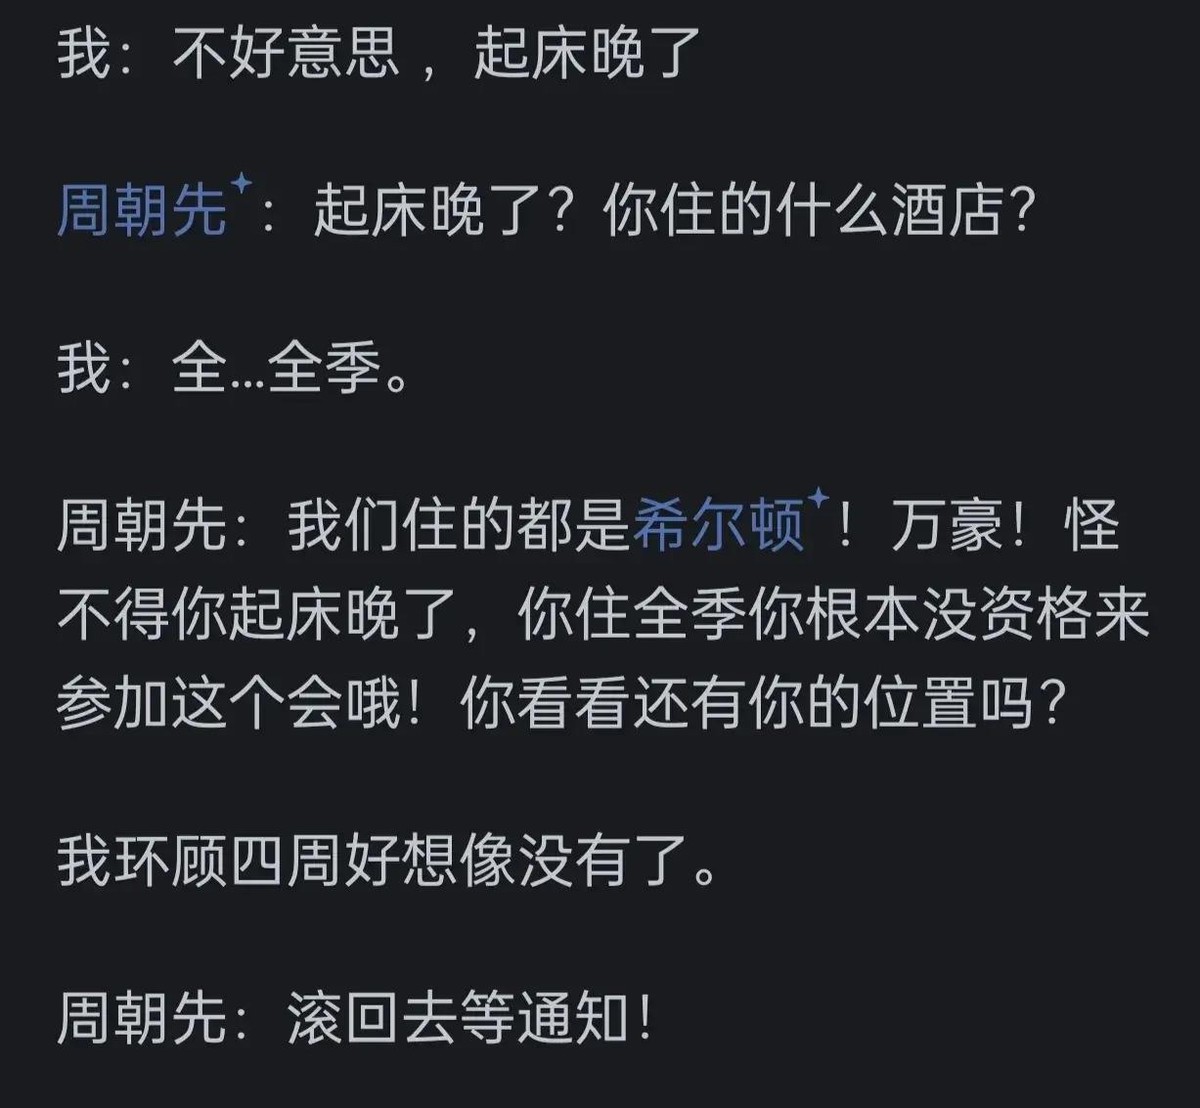 我：不好意思，起床晚了
周朝先：起床晚了？你住的什么酒店？
我：全...全季。
周朝先：我们住的都是希尔顿！万豪！怪
不得你起床晚了，你住全季你根本没资格来
参加这个会哦！你看看还有你的位置吗？
我环顾四周好想像没有了。
周朝先：滚回去等通知！